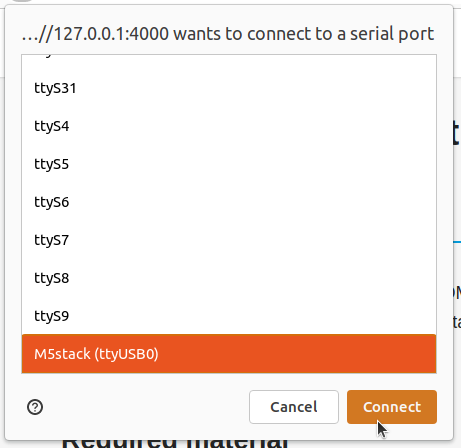 ...//127.0.0.1:4000 wants to connect to a serial port
ttyS31
ttyS4
ttyS5
ttyS6
ttyS7
ttyS8
ttyS9
M5stack (ttyUSB0)
Cancel
Connect
Required material